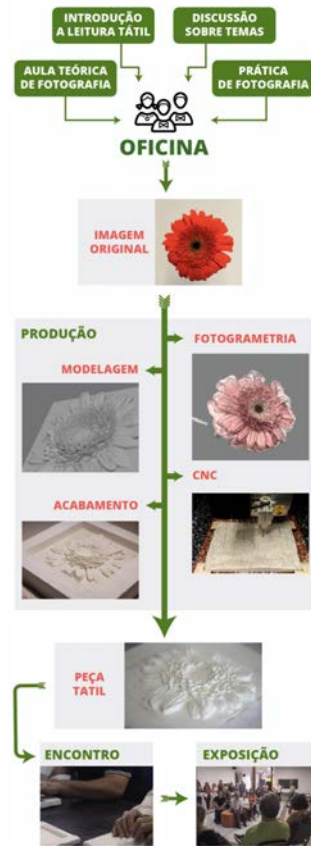 INTRODUÇÃO
A LEITURA TÁTIL
DISCUSSÃO
SOBRE TEMAS
AULA TEÓRICA
DE FOTOGRAFIA
PRÁTICA
DE FOTOGRAFIA
OFICINA
IMAGEM
ORIGINAL
PRODUÇÃO
FOTOGRAMETRIA
MODELAGEM
CNC
ACABAMENTO
PEÇA
TATIL
ENCONTRO
EXPOSIÇÃO